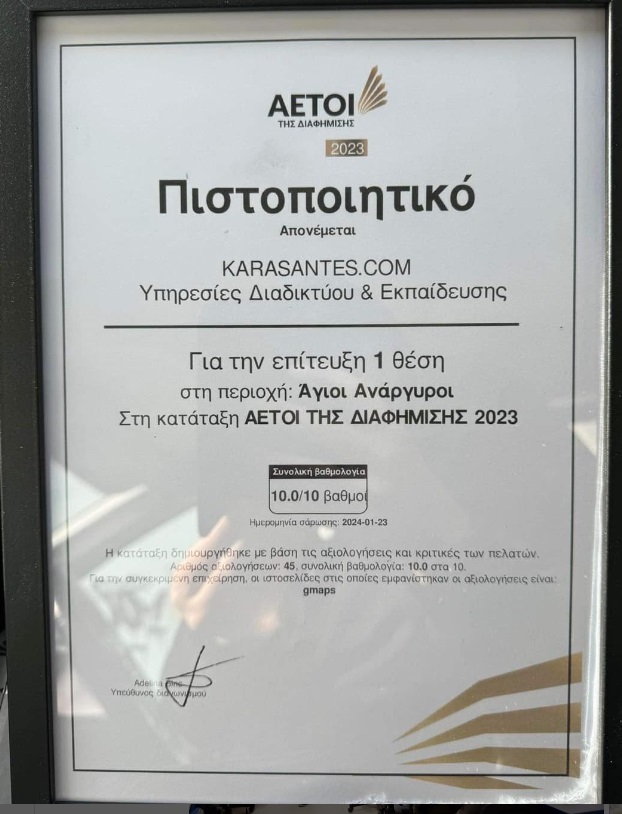 ΑΕΤΟΙ
ΤΗΣ ΔΙΑΦΗΜΙΣΗΣ
2023
Πιστοποιητικό
Απονέμεται
KARASANTES.COM
Υπηρεσίες Διαδικτύου & Εκπαίδευσης
Για την επίτευξη 1 θέση
στη περιοχή: Άγιοι Ανάργυροι
Στη κατάταξη ΑΕΤΟΙ ΤΗΣ ΔΙΑΦΗΜΙΣΗΣ 2023
Συνολική βαθμολογία
10.0/10 βαθμοί
Ημερομηνία σάρωσης: 2024-01-23
Η κατάταξη δημιουργήθηκε με βάση τις αξιολογήσεις και κριτικές των πελατών.
Αριθμός αξιολογήσεων: 45, συνολική βαθμολογία: 10.0 στα 10.
Για την συγκεκριμένη επιχείρηση, οι ιστοσελίδες στις οποίες εμφανίστηκαν οι αξιολογήσεις είναι:
gmaps
Υπεύθυνος διαγωνισμού